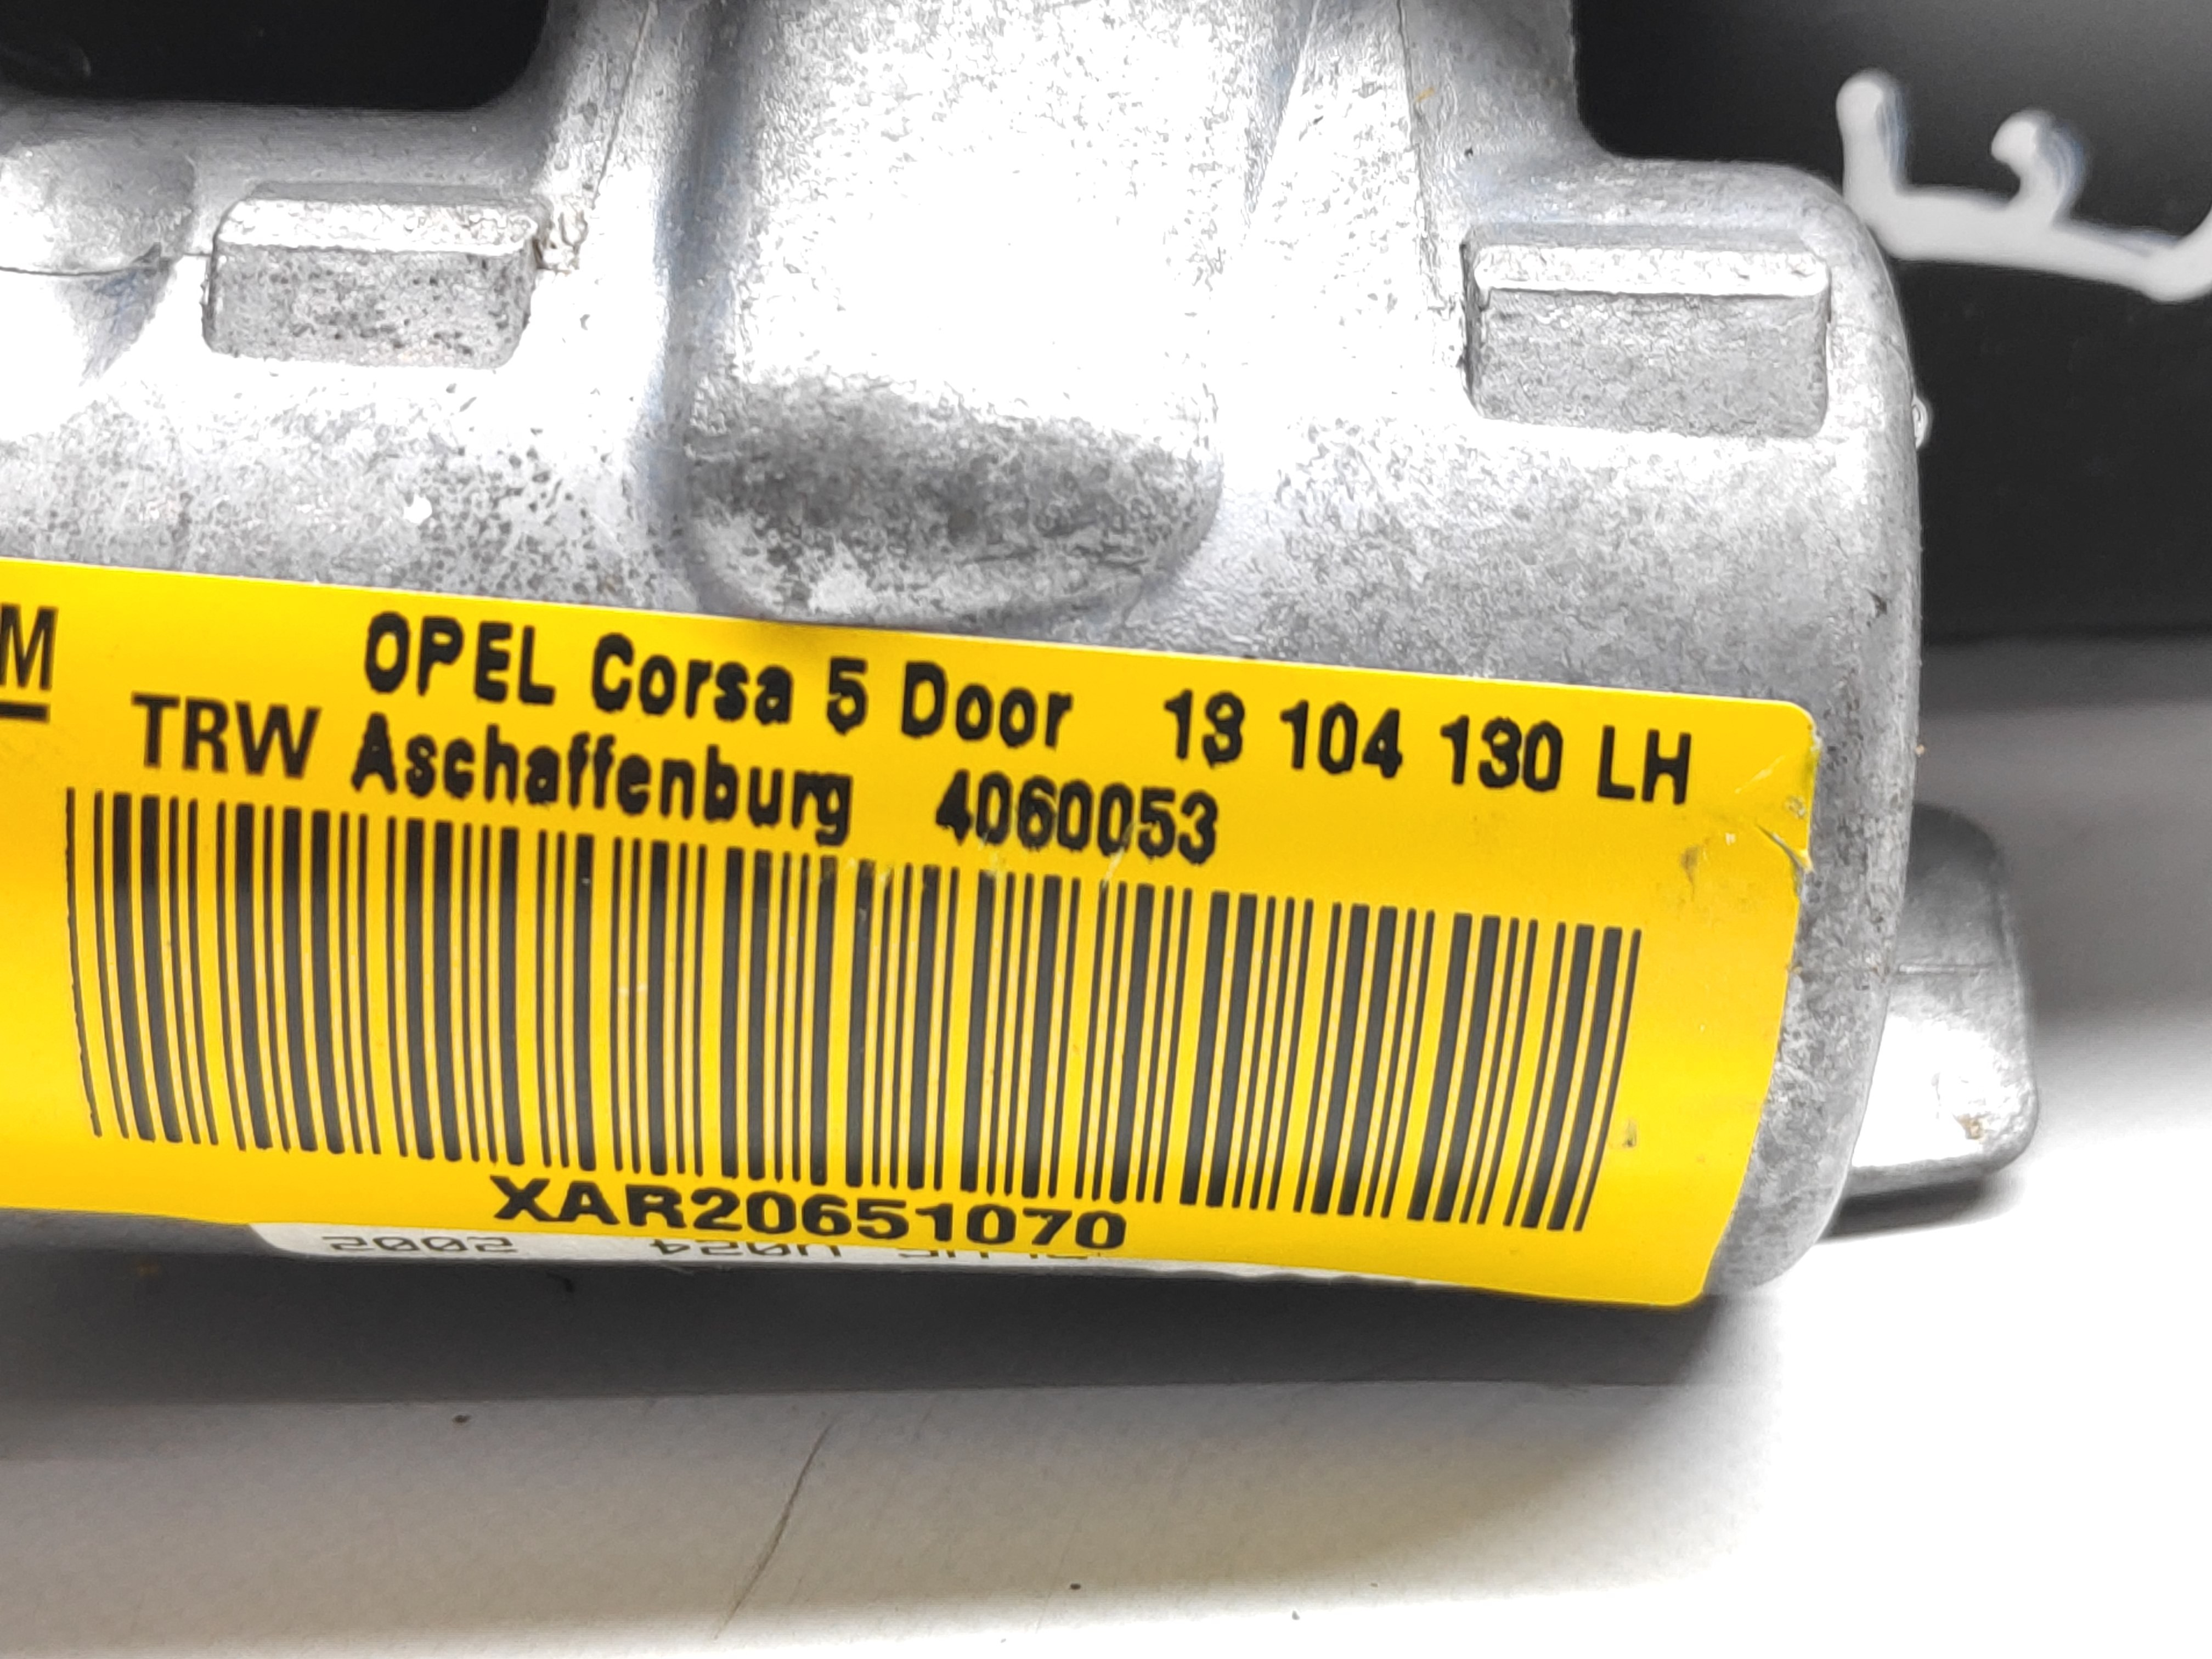 M
OPEL Corsa 5 Door 13 104 130 LH
TRW Aschaffenburg 4060053
XAR20651070